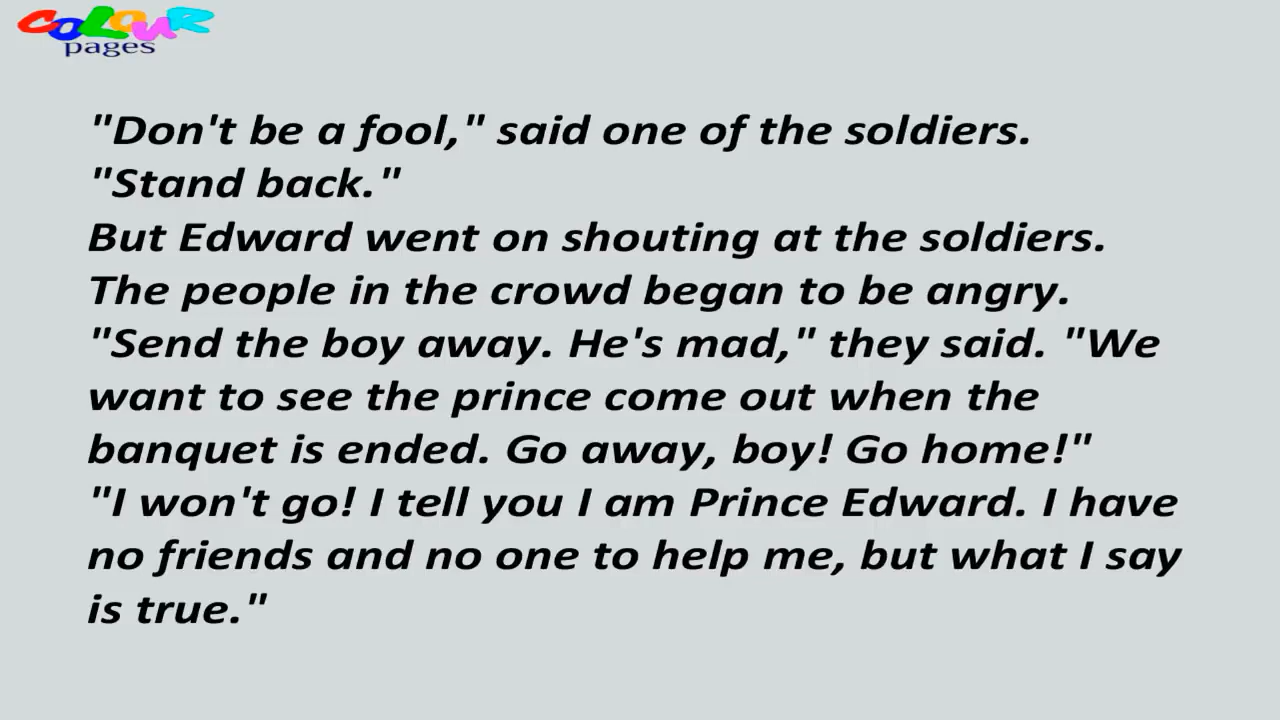 COLOUR
pages
"Don't be a fool," said one of the soldiers.
"Stand back."
But Edward went on shouting at the soldiers.
The people in the crowd began to be angry.
"Send the boy away. He's mad," they said. "We
want to see the prince come out when the
banquet is ended. Go away, boy! Go home!"
"I won't go! I tell you I am Prince Edward. I have
no friends and no one to help me, but what I say
is true."